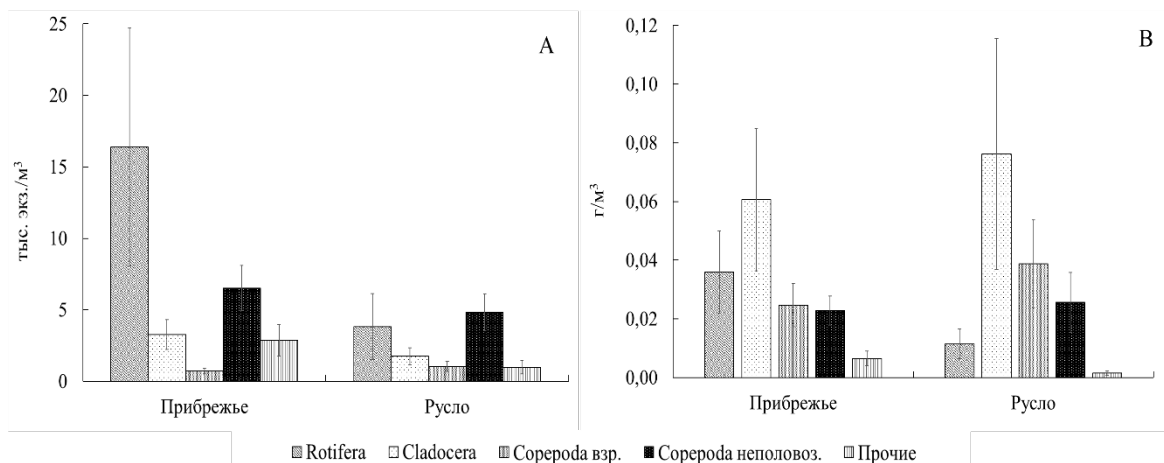 25
20
15
10
5
0
тыс. экз./м³
А
Прибрежье
Русло
0,12
0,10
0,08
0,06
0,04
0,02
0,00
г/м³
В
Прибрежье
Русло
Rotifera Cladocera Copepoda взр. Copepoda неполовоз. Прочие